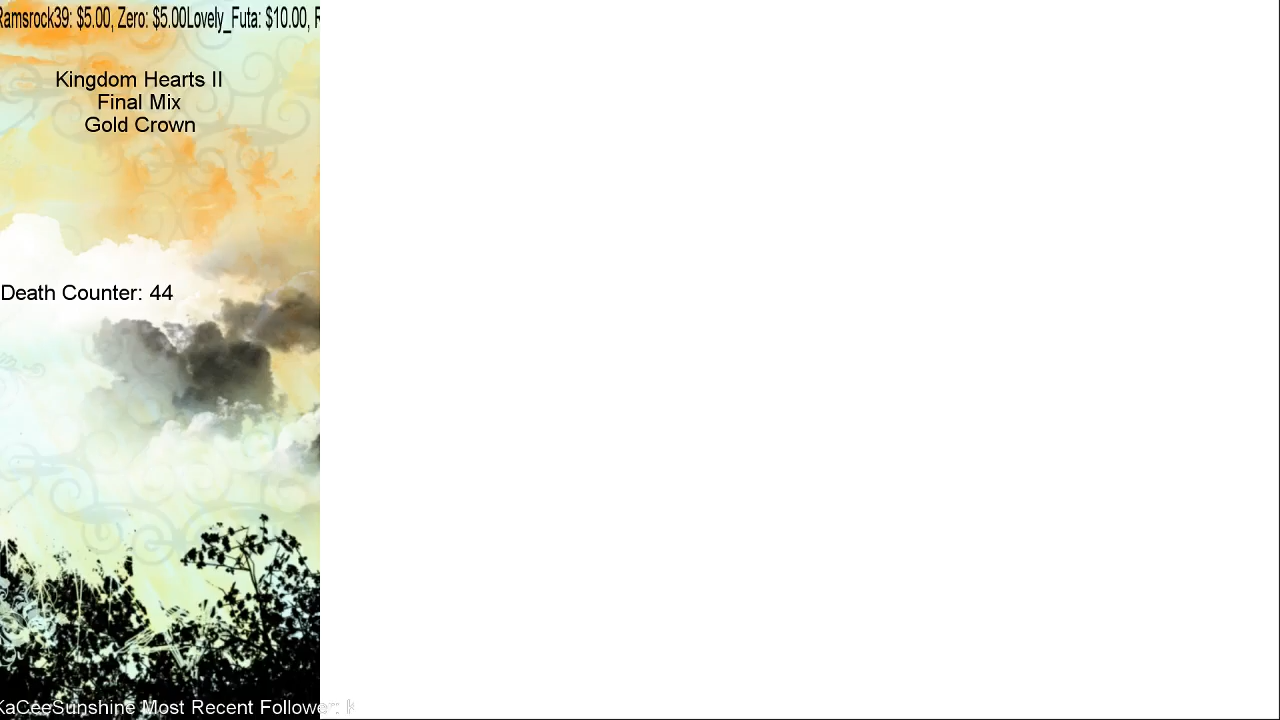 Ramsrock39: $5.00, Zero: $5.00Lovely_Futa: $10.00,
Kingdom Hearts II
Final Mix
Gold Crown
Death Counter: 44
KaCeeSunshine Most Recent Follower: